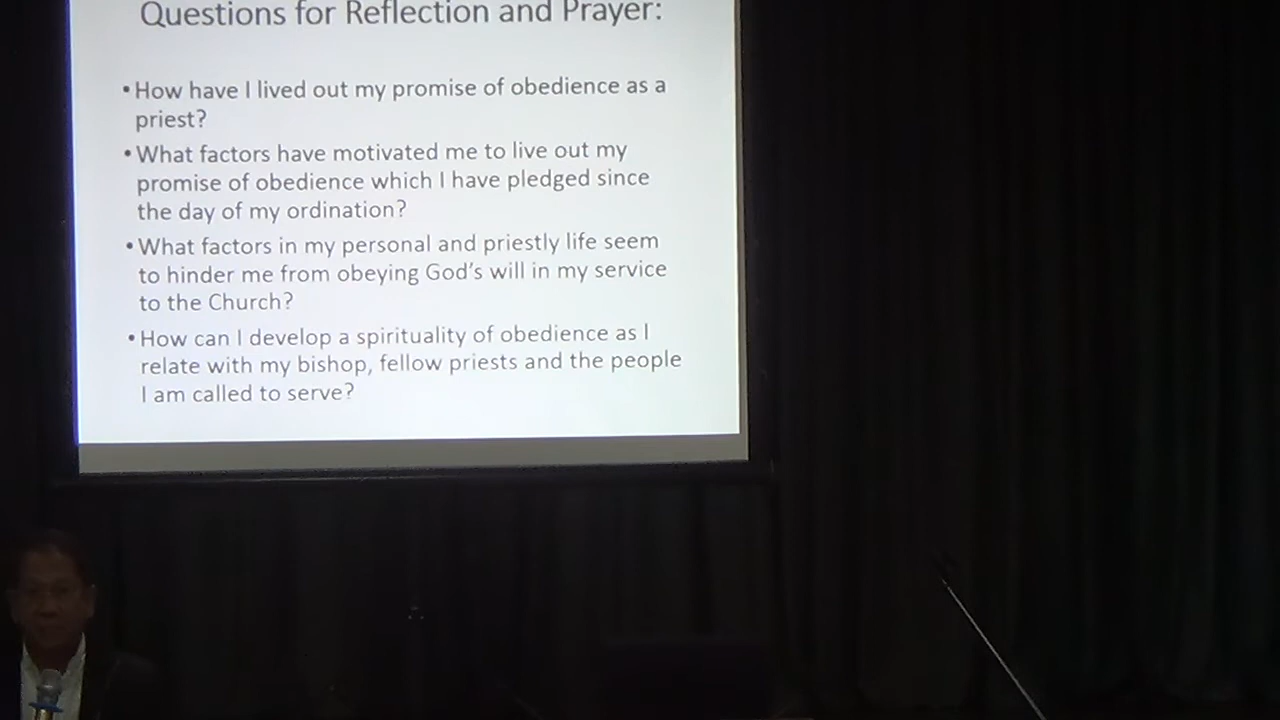 Questions for Reflection and Prayer:
•How have I lived out my promise of obedience as a
priest?
•What factors have motivated me to live out my
promise of obedience which I have pledged since
the day of my ordination?
•What factors in my personal and priestly life seem
to hinder me from obeying God's will in my service
to the Church?
•How can I develop a spirituality of obedience as I
relate with my bishop, fellow priests and the people
I am called to serve?